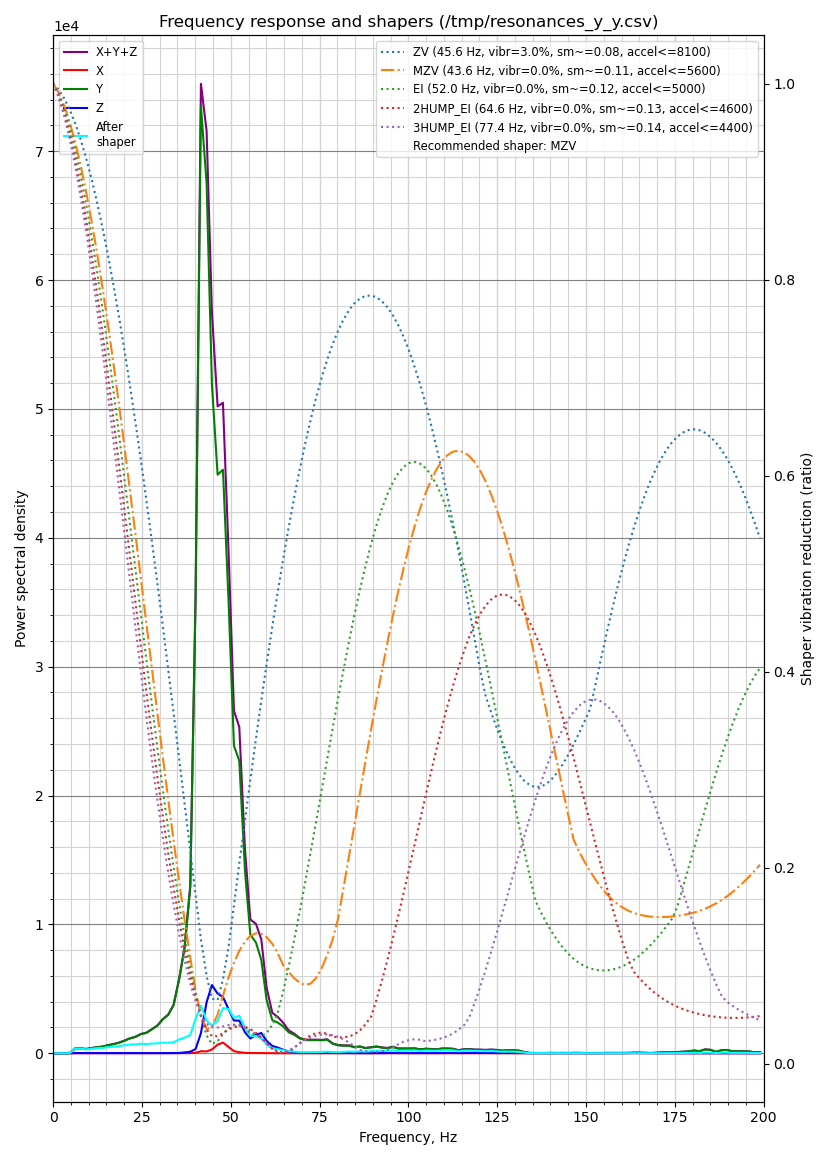 Frequency response and shapers (/tmp/resonances_y_y.csv)
1e4
X+Y+Z
X
Y
Z
After
shaper
ZV (45.6 Hz, vibr=3.0%, sm~=0.08, accel<=8100)
MZV (43.6 Hz, vibr=0.0%, sm~=0.11, accel<=5600)
EI (52.0 Hz, vibr=0.0%, sm~=0.12, accel<=5000)
2HUMP_EI (64.6 Hz, vibr=0.0%, sm~=0.13, accel<=4600)
3HUMP_EI (77.4 Hz, vibr=0.0%, sm~=0.14, accel<=4400)
Recommended shaper: MZV
7
6
5
4
3
2
1
0
Power spectral density
1.0
0.8
0.6
0.4
0.2
0.0
Shaper vibration reduction (ratio)
0 25 50 75 100 125 150 175 200
Frequency, Hz